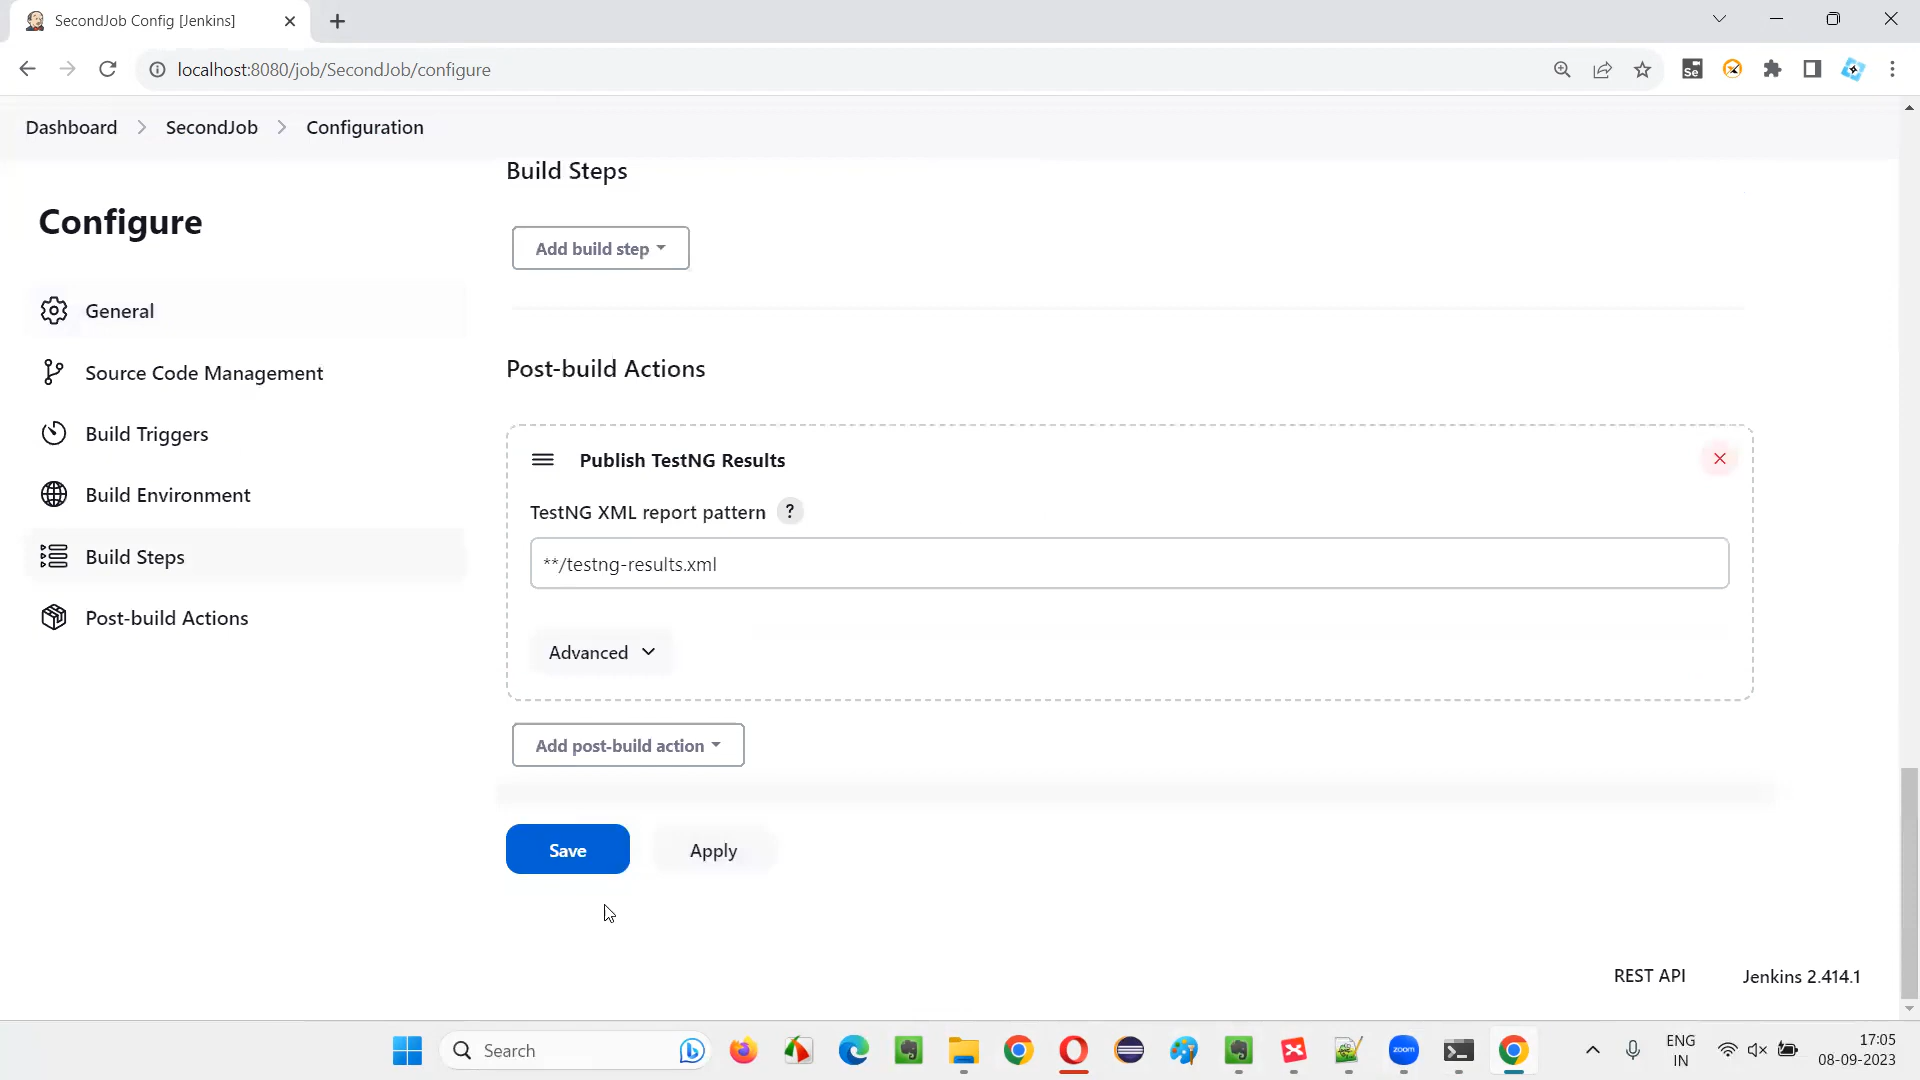 SecondJob Config [Jenkins]
localhost:8080/job/SecondJob/configure
Se
Dashboard > SecondJob > Configuration
Build Steps
Configure
Add build step
General
Source Code Management
Post-build Actions
Build Triggers
Publish TestNG Results
Build Environment
TestNG XML report pattern ?
Build Steps
**/testng-results.xml
Post-build Actions
Advanced
Add post-build action
Save
Apply
REST API
Jenkins 2.414.1
Search
zoom
ENG
IN
17:05
08-09-2023